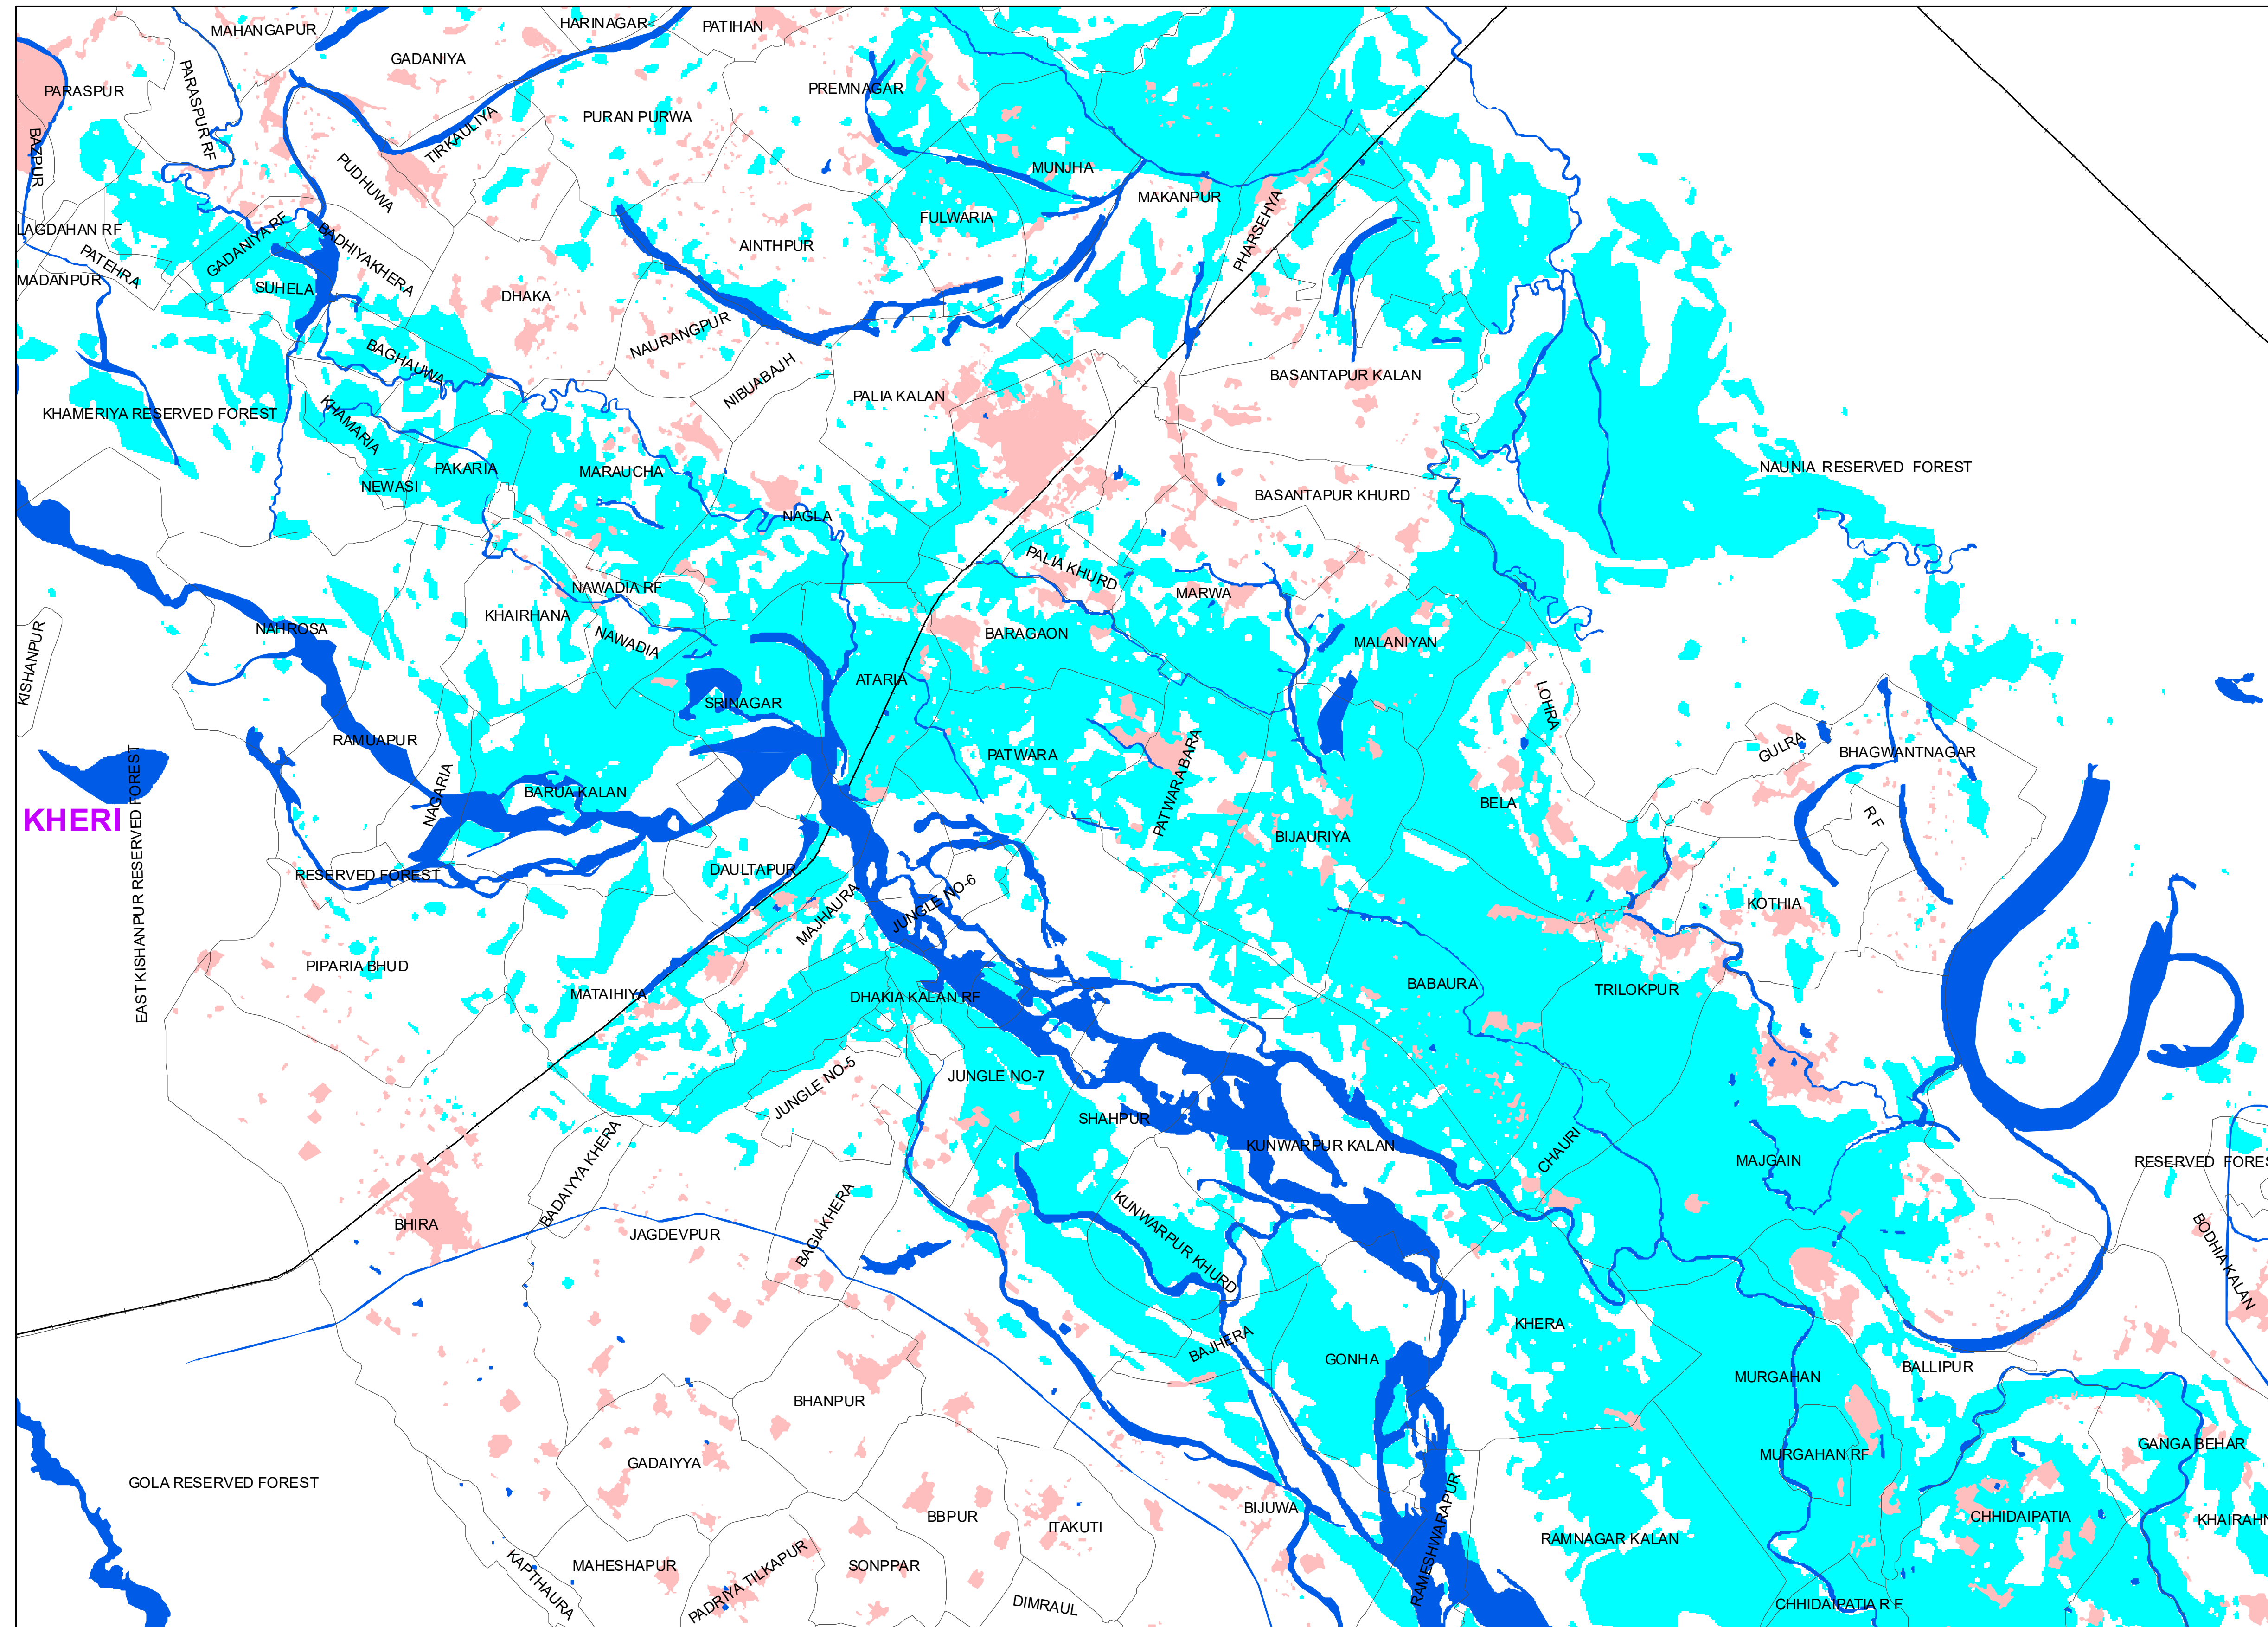 HARINAGAR
PATIHAN
MAHANGAPUR
GADANIYA
PARASPUR
PARASPUR RF
PREMNAGAR
PURAN PURWA
TIRKAULIYA
BAZPUR
PUDHUWA
MUNJHA
MAKANPUR
FULWARIA
PHARSEHYA
LAGDAHAN RF
GADANIYA RF
BADHIYAKHERA
AINTHPUR
PATEHRA
MADANPUR
SUHELA
DHAKA
NAURANGPUR
BAGHAUWA
NIBUABAJH
BASANTAPUR KALAN
PALIA KALAN
KHAMERIYA RESERVED FOREST
KHAMARIA
PAKARIA
MARAUCHA
NAUNIA RESERVED FOREST
NEWASI
BASANTAPUR KHURD
NAGLA
PALIA KHURD
NAWADIA RF
MARWA
KHAIRHANA
NAHROSA
BARAGAON
NAWADIA
MALANIYAN
KISHANPUR
ATARIA
SRINAGAR
LOHRA
RAMUAPUR
PATWARA
GULRA
BHAGWANTNAGAR
PATWARA BARA
NAGARIA
BARUA KALAN
BELA
KHERI
R F
BIJAURIYA
EAST KISHANPUR RESERVED FOREST
RESERVED FOREST
DAULTAPUR
JUNGLE NO-6
KOTHIA
MAJHAURA
PIPARIA BHUD
BABAURA
TRILOKPUR
MATAIHIYA
DHAKIA KALAN RF
JUNGLE NO-5
JUNGLE NO-7
SHAHPUR
KUNWARPUR KALAN
CHAURI
MAJGAIN
RESERVED FORES
BADAIYYA KHERA
BHIRA
JAGDEVPUR
BAGIAKHERA
KUNWARPUR KHURD
BODHIA KALAN
KHERA
BAJHERA
GONHA
BALLIPUR
MURGAHAN
BHANPUR
GANGA BEHAR
MURGAHAN RF
GADAIYYA
GOLA RESERVED FOREST
BIJUWA
RAMESHWARAPUR
BBPUR
ITAKUTI
CHHIDAIPATIA
KHAIRAHN
RAMNAGAR KALAN
KAPTHAURA
MAHESHAPUR
PADRIYA TILKAPUR
SONPPAR
DIMRAUL
CHHIDAIPATIA R F